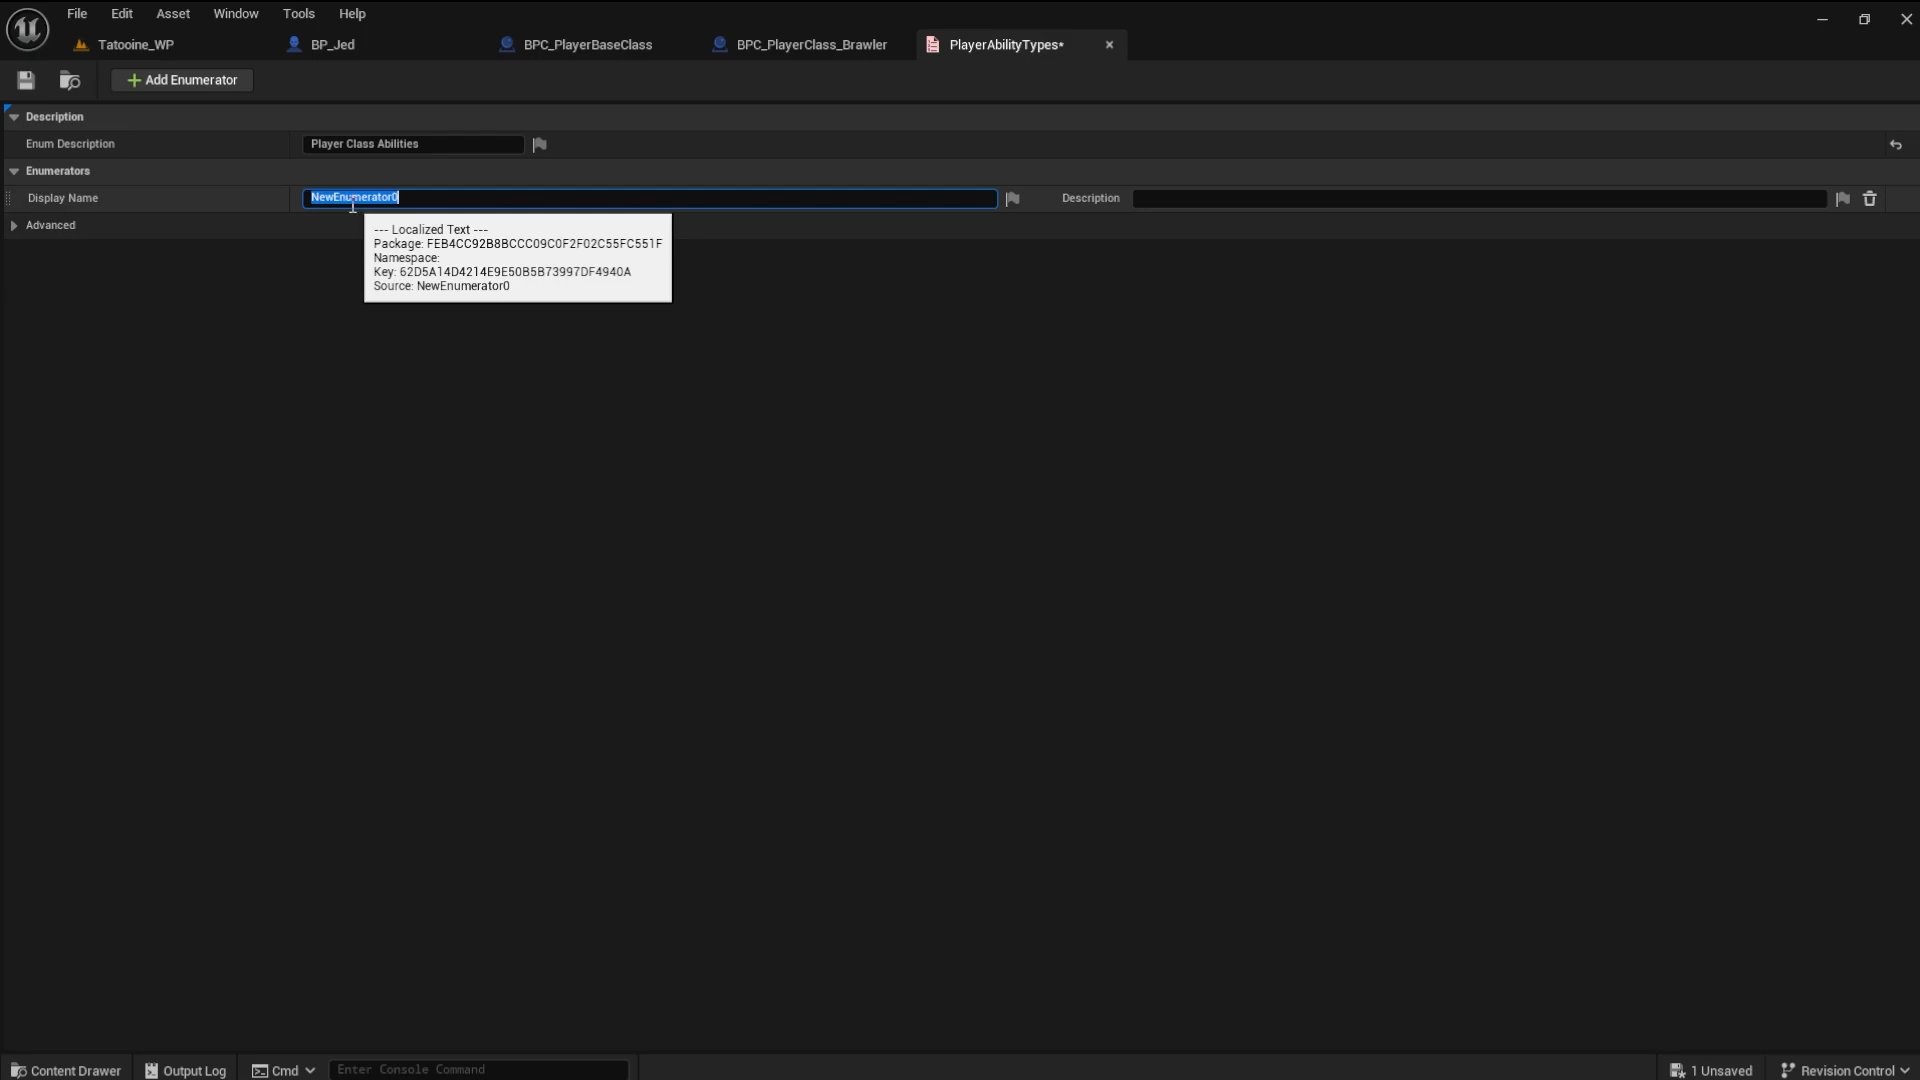 File Edit Asset Window Tools Help
Tatooine_WP BP_Jed BPC_PlayerBaseClass BPC_PlayerClass_Brawler PlayerAbilityTypes*
Add Enumerator
Description
Enum Description Player Class Abilities
Enumerators
Display Name NewEnumerator0 Description
Advanced
--- Localized Text ---
Package: FEB4CC92B8BCCC09C0F2F02C55FC551F
Namespace:
Key: 62D5A14D4214E9E50B5B73997DF4940A
Source: NewEnumerator0
Content Drawer Output Log Cmd Enter Console Command 1 Unsaved Revision Control